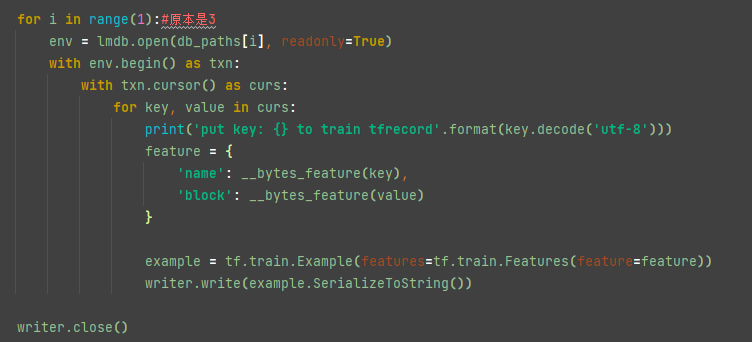 for i in range(1):#原本是3
    env = lmdb.open(db_paths[i], readonly=True)
    with env.begin() as txn:
        with txn.cursor() as curs:
            for key, value in curs:
                print('put key: {} to train tfrecord'.format(key.decode('utf-8')))
                feature = {
                    'name': __bytes_feature(key),
                    'block': __bytes_feature(value)
                }
                example = tf.train.Example(features=tf.train.Features(feature=feature))
                writer.write(example.SerializeToString())
writer.close()